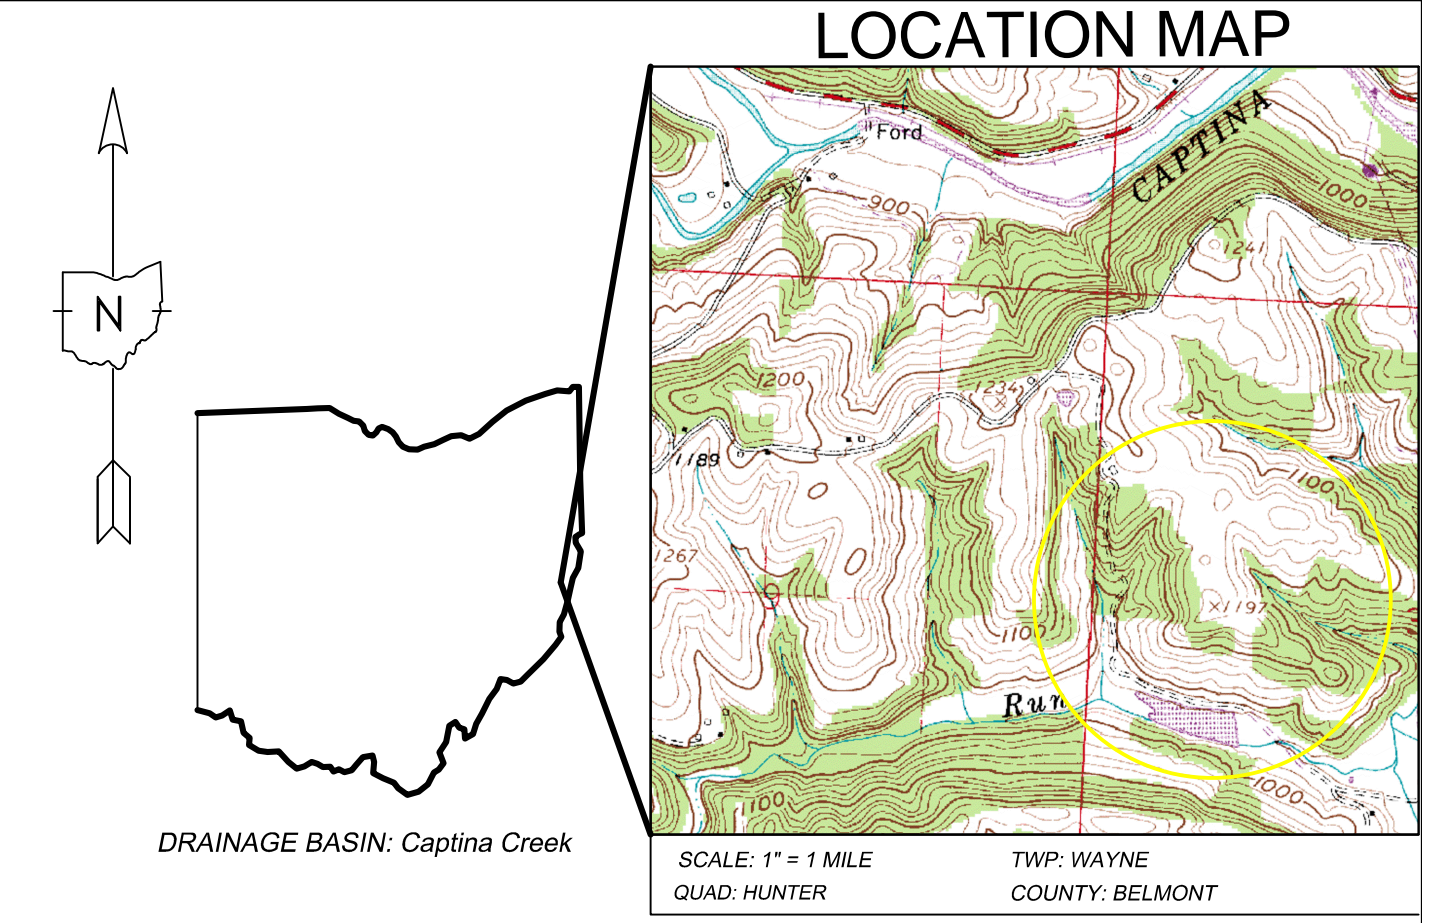 LOCATION MAP
N
DRAINAGE BASIN: Captina Creek
Ford
CAPTINA
1000
900
1241
1200
1234
1189
1100
1267
1197
1100
Run
1000
1100
SCALE: 1" = 1 MILE
TWP: WAYNE
QUAD: HUNTER
COUNTY: BELMONT